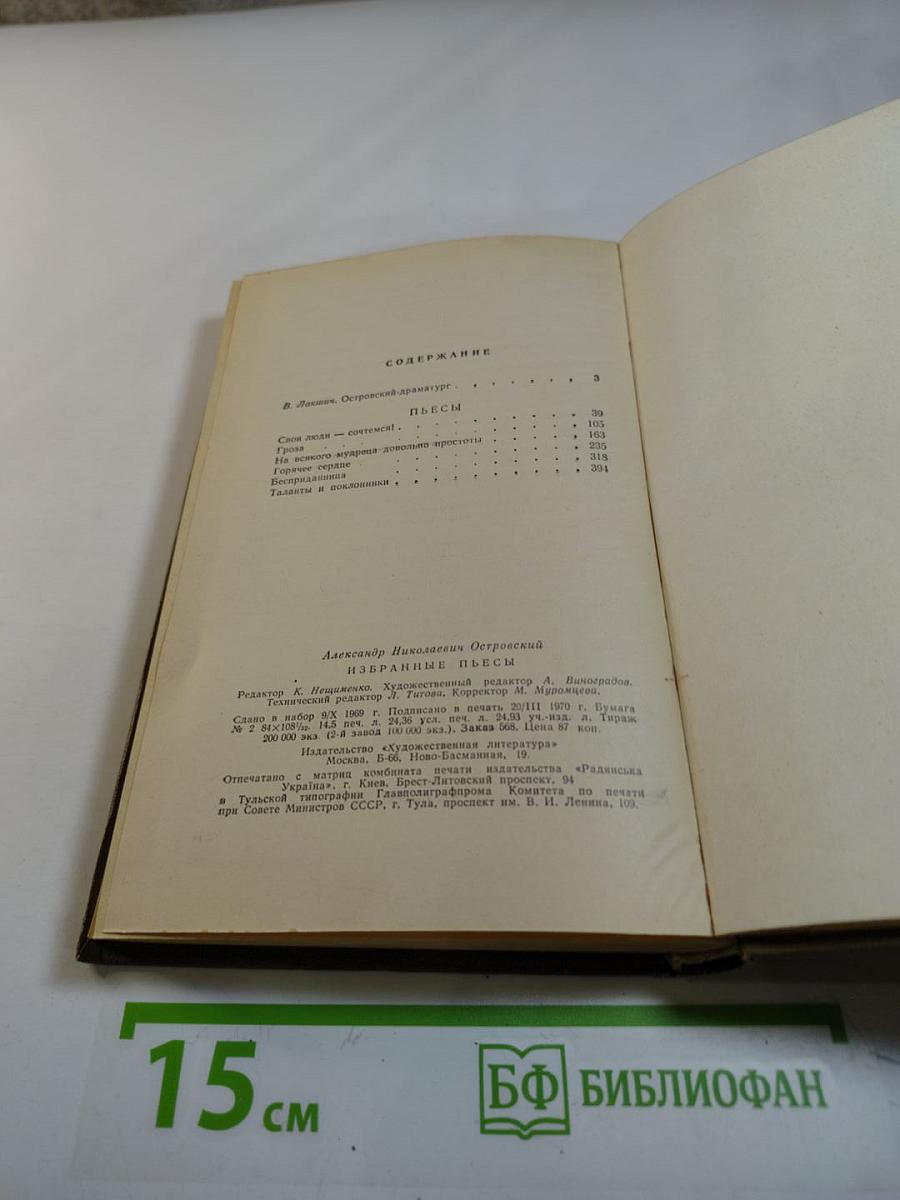 СОДЕРЖАНИЕ
В. Лакшин. Островский-драматург . . . . . . . 3
ПЬЕСЫ
Свои люди — сочтемся! . . . . . . . . . 39
Гроза . . . . . . . . . . . 105
На всякого мудреца довольно простоты . . . . . 163
Горячее сердце . . . . . . . . . . 235
Бесприданница . . . . . . . . . . 318
Таланты и поклонники . . . . . . . . . 394
Александр Николаевич Островский
ИЗБРАННЫЕ ПЬЕСЫ
Редактор К. Нещименко. Художественный редактор А. Виноградов.
Технический редактор Л. Титова. Корректор М. Муромцева.
Сдано в набор 9/X 1969 г. Подписано в печать 20/III 1970 г. Бумага
№ 2 84×108¹/₃₂. 14,5 печ. л. 24,36 усл. печ. л. 24,93 уч.-изд. л. Тираж
200 000 экз. (2-й завод 100 000 экз.). Заказ 568. Цена 87 коп.
Издательство «Художественная литература»
Москва, Б-66, Ново-Басманная, 19.
Отпечатано с матриц комбината печати издательства «Радянська
Україна», г. Киев, Брест-Литовский проспект, 94
в Тульской типографии Главполиграфпрома Комитета по печати
при Совете Министров СССР, г. Тула, проспект им. В. И. Ленина, 109.
15 см
БФ БИБЛИОФАН